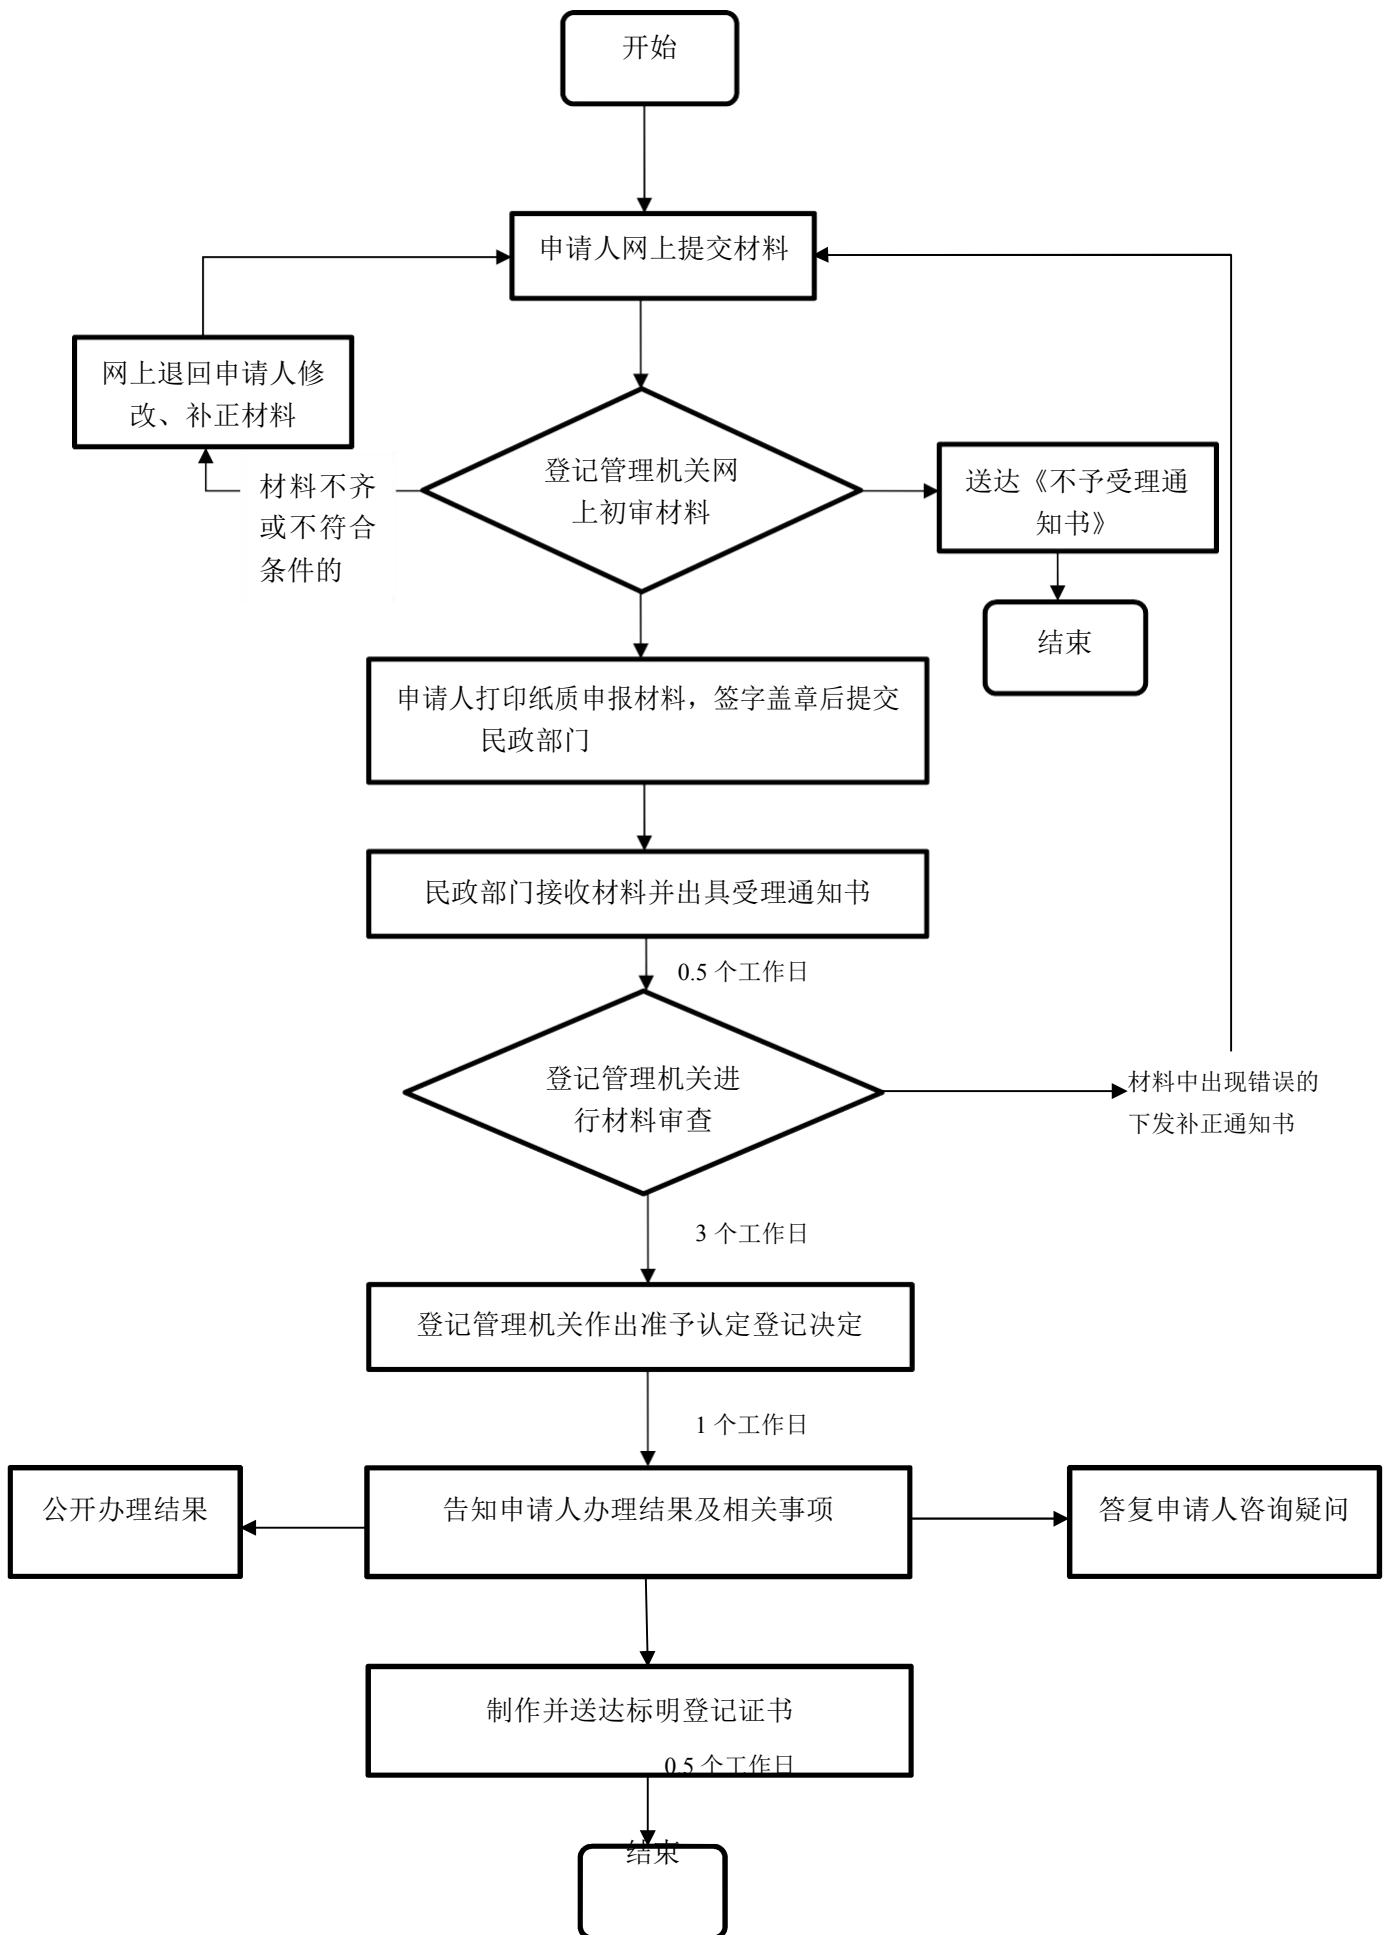 开始
申请人网上提交材料
网上退回申请人修
改、补正材料
材料不齐
或不符合
条件的
登记管理机关网
上初审材料
送达《不予受理通
知书》
结束
申请人打印纸质申报材料，签字盖章后提交
民政部门
民政部门接收材料并出具受理通知书
0.5 个工作日
登记管理机关进
行材料审查
材料中出现错误的
下发补正通知书
3 个工作日
登记管理机关作出准予认定登记决定
1 个工作日
公开办理结果
告知申请人办理结果及相关事项
答复申请人咨询疑问
制作并送达标明登记证书
0.5 个工作日
结束